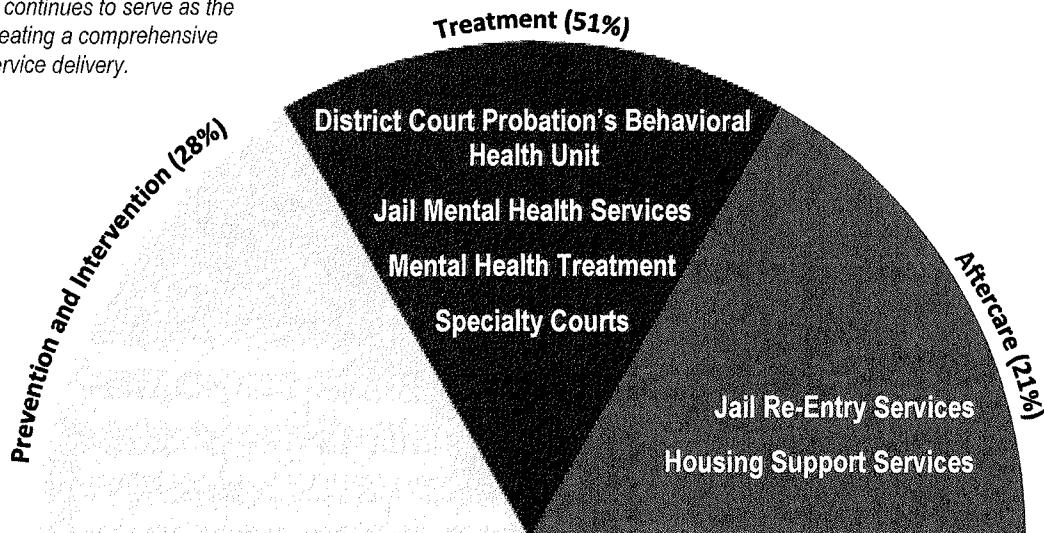 continues to serve as the
eating a comprehensive
ervice delivery.
Treatment (51%)
District Court Probation's Behavioral
Health Unit
Jail Mental Health Services
Mental Health Treatment
Specialty Courts
Prevention and Intervention (28%)
Aftercare (21%)
Jail Re-Entry Services
Housing Support Services